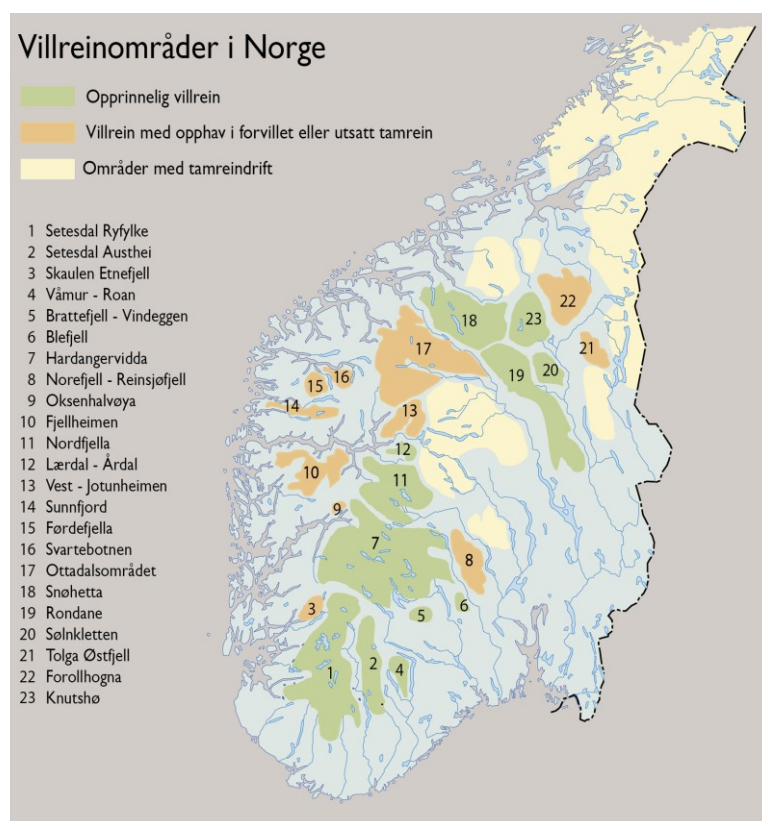 Villreinområder i Norge
Opprinnelig villrein
Villrein med opphav i forvillet eller utsatt tamrein
Områder med tamreindrift
1 Setesdal Ryfylke
2 Setesdal Austhei
3 Skaulen Etnefjell
4 Våmur - Roan
5 Brattefjell - Vindeggen
6 Blefjell
7 Hardangervidda
8 Norefjell - Reinsjøfjell
9 Oksenhalvøya
10 Fjellheimen
11 Nordfjella
12 Lærdal - Årdal
13 Vest - Jotunheimen
14 Sunnfjord
15 Førdefjella
16 Svartebotnen
17 Ottadalsområdet
18 Snøhetta
19 Rondane
20 Sølnkletten
21 Tolga Østfjell
22 Forollhogna
23 Knutshø
22
18
23
17
21
19
20
16
15
14
13
12
10
11
9
7
8
6
5
3
2
4
1